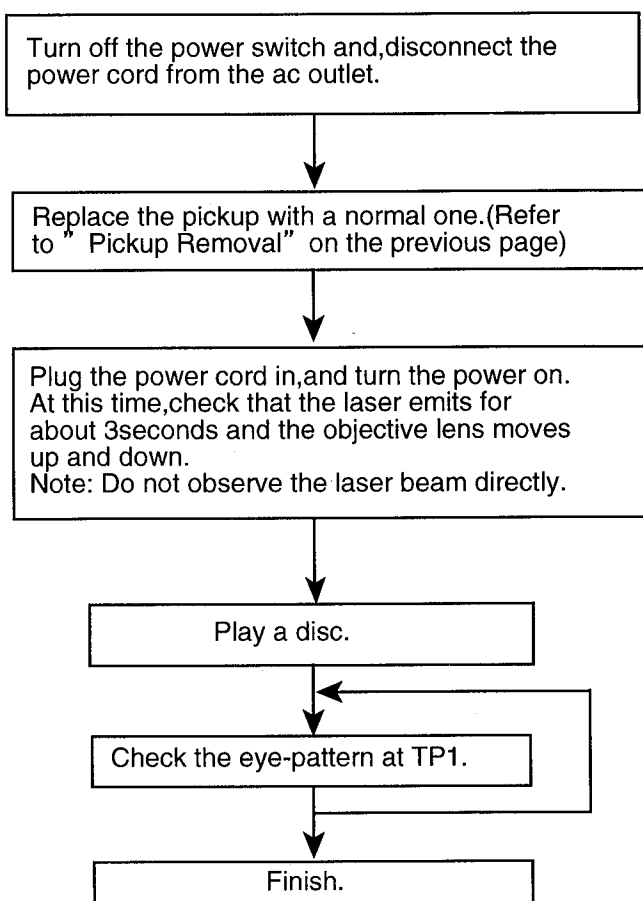 Turn off the power switch and,disconnect the
power cord from the ac outlet.
Replace the pickup with a normal one.(Refer
to " Pickup Removal" on the previous page)
Plug the power cord in,and turn the power on.
At this time,check that the laser emits for
about 3seconds and the objective lens moves
up and down.
Note: Do not observe the laser beam directly.
Play a disc.
Check the eye-pattern at TP1.
Finish.